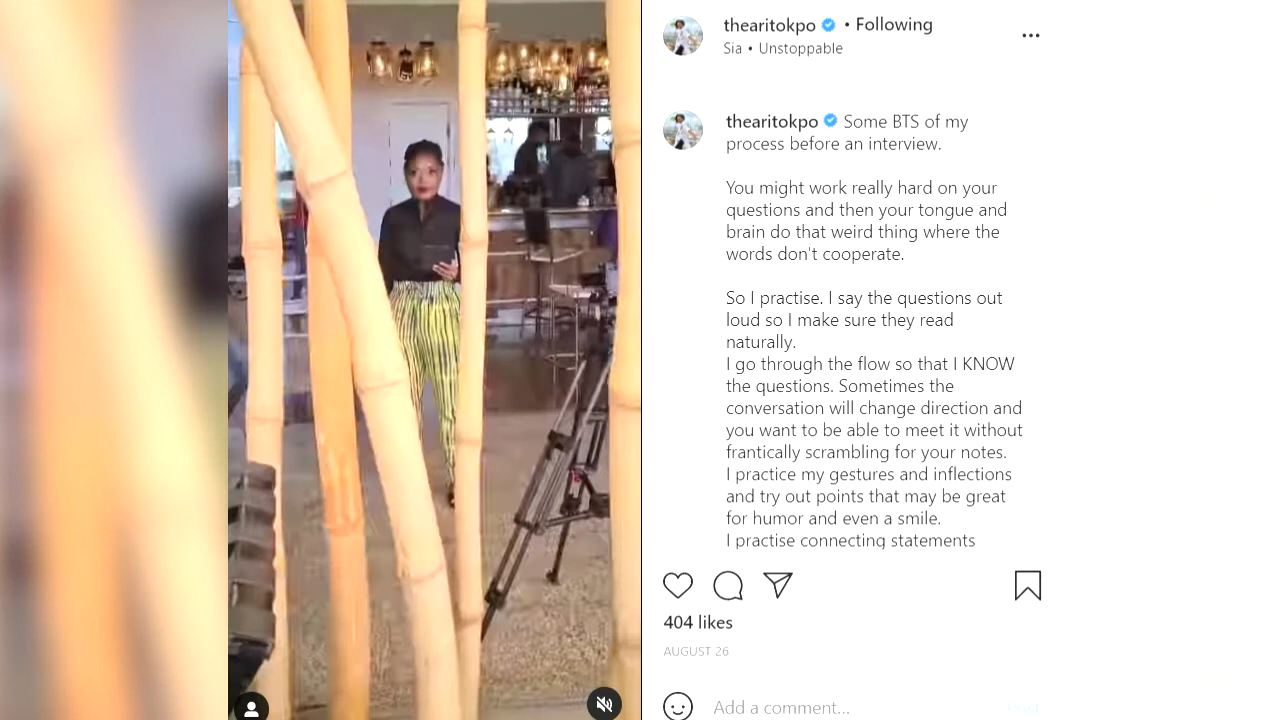 thearitokpo • Following
Sia • Unstoppable
thearitokpo Some BTS of my
process before an interview.
You might work really hard on your
questions and then your tongue and
brain do that weird thing where the
words don't cooperate.
So I practise. I say the questions out
loud so I make sure they read
naturally.
I go through the flow so that I KNOW
the questions. Sometimes the
conversation will change direction and
you want to be able to meet it without
frantically scrambling for your notes.
I practice my gestures and inflections
and try out points that may be great
for humor and even a smile.
I practise connecting statements
404 likes
AUGUST 26
Add a comment... Post